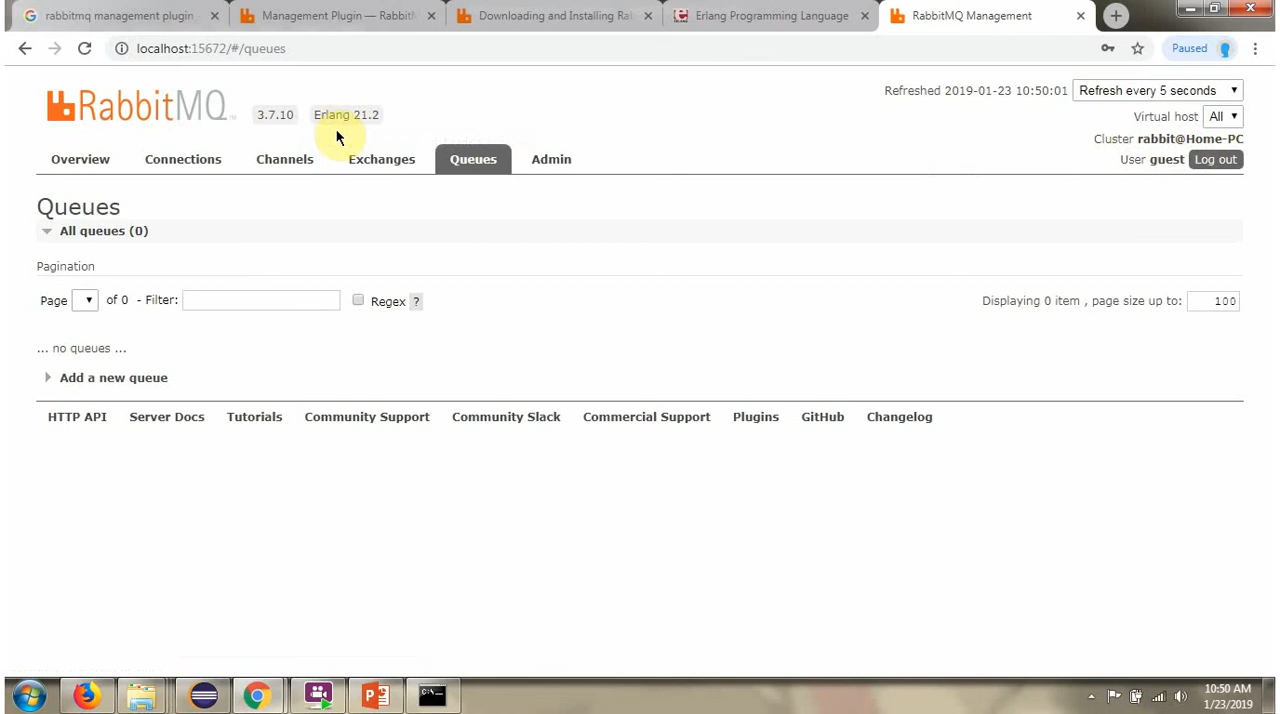 rabbitmq management plugin
Management Plugin — Rabbit
Downloading and Installing Ra
Erlang Programming Language
RabbitMQ Management
localhost:15672/#/queues
Paused
RabbitMQ
3.7.10
Erlang 21.2
Refreshed 2019-01-23 10:50:01
Refresh every 5 seconds
Virtual host All
Cluster rabbit@Home-PC
User guest Log out
Overview Connections Channels Exchanges Queues Admin
Queues
All queues (0)
Pagination
Page of 0 - Filter: Regex ?
Displaying 0 item , page size up to: 100
... no queues ...
Add a new queue
HTTP API Server Docs Tutorials Community Support Community Slack Commercial Support Plugins GitHub Changelog
10:50 AM
1/23/2019